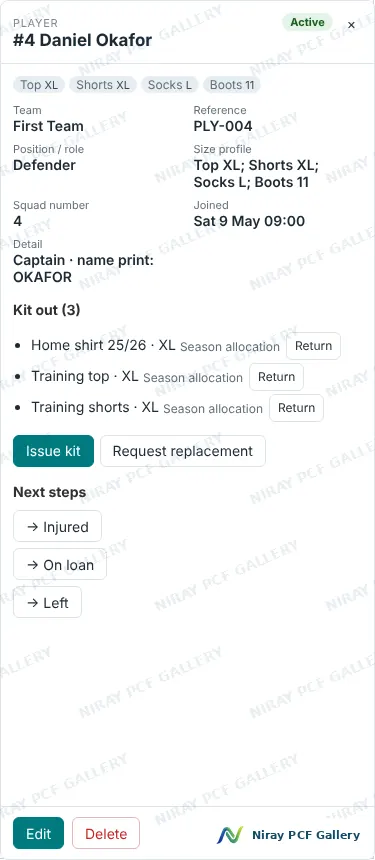 PLAYER
#4 Daniel Okafor
Active ×
Top XL Shorts XL Socks L Boots 11
Team
First Team
Reference
PLY-004
Position / role
Defender
Size profile
Top XL; Shorts XL;
Socks L; Boots 11
Squad number
4
Joined
Sat 9 May 09:00
Detail
Captain · name print:
OKAFOR
Kit out (3)
• Home shirt 25/26 · XL Season allocation Return
• Training top · XL Season allocation Return
• Training shorts · XL Season allocation Return
Issue kit Request replacement
Next steps
→ Injured
→ On loan
→ Left
Edit Delete Niray PCF Gallery
NIRAY PCF GALLERY